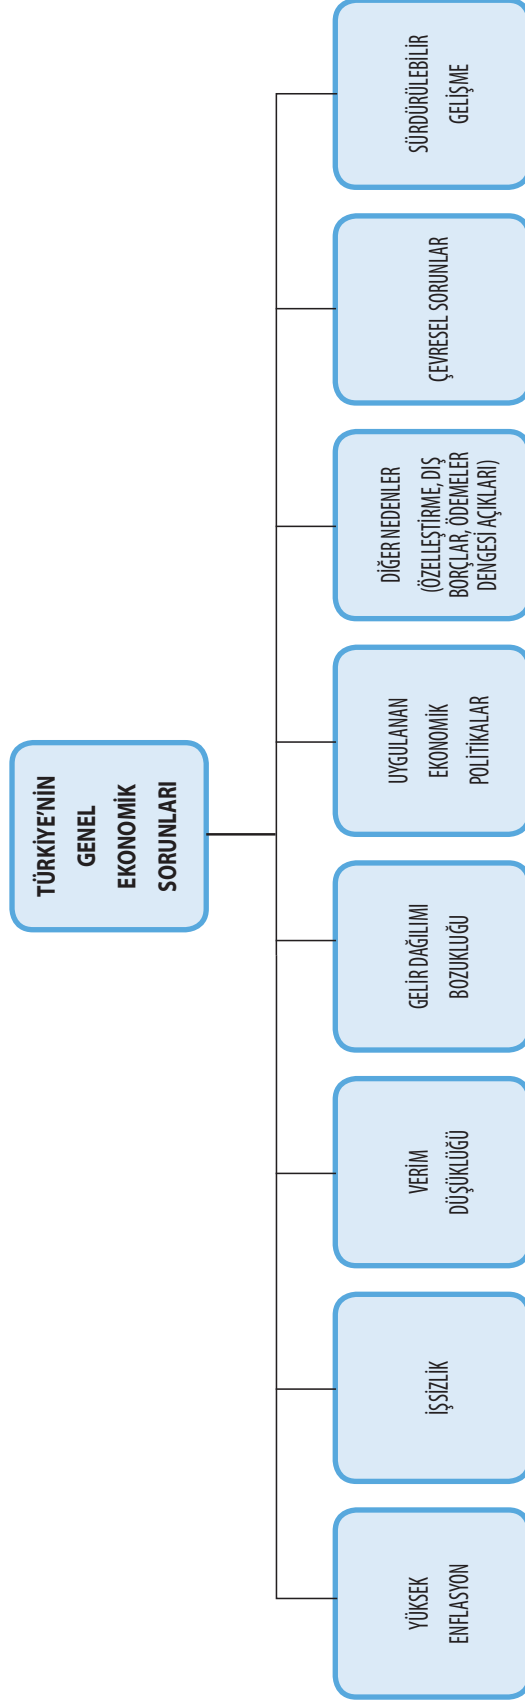 TÜRKİYE'NİN
GENEL
EKONOMİK
SORUNLARI
YÜKSEK
ENFLASYON
İŞSİZLİK
VERİM
DÜŞÜKLÜĞÜ
GELİR DAĞILIMI
BOZUKLUĞU
UYGULANAN
EKONOMİK
POLİTİKALAR
DİĞER NEDENLER
(ÖZELLEŞTİRME, DIŞ
BORÇLAR, ÖDEMELER
DENGESİ AÇIKLARI)
ÇEVRESEL SORUNLAR
SÜRDÜRÜLEBİLİR
GELİŞME